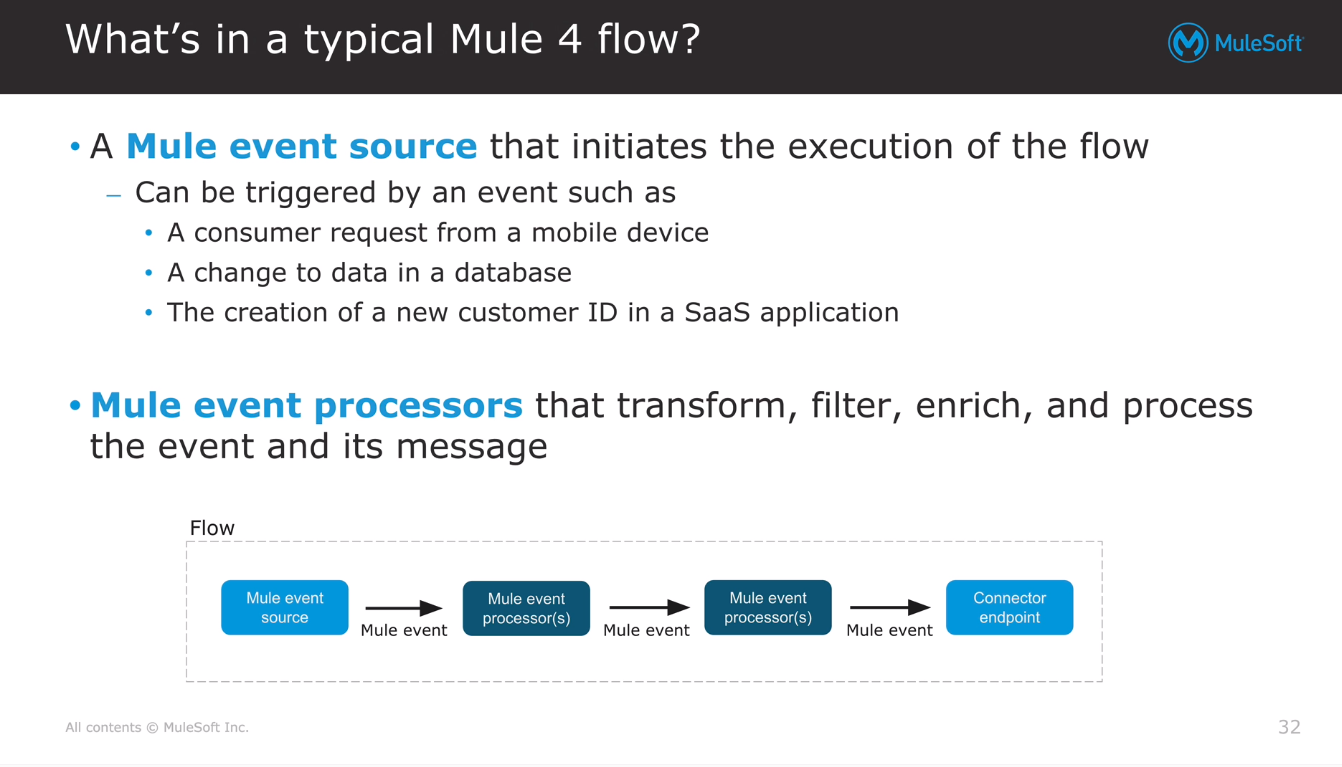 What's in a typical Mule 4 flow?
MuleSoft
• A Mule event source that initiates the execution of the flow
– Can be triggered by an event such as
• A consumer request from a mobile device
• A change to data in a database
• The creation of a new customer ID in a SaaS application
• Mule event processors that transform, filter, enrich, and process
the event and its message
Flow
Mule event
source
Mule event
Mule event
processor(s)
Mule event
Mule event
processor(s)
Mule event
Connector
endpoint
All contents © MuleSoft Inc.
32